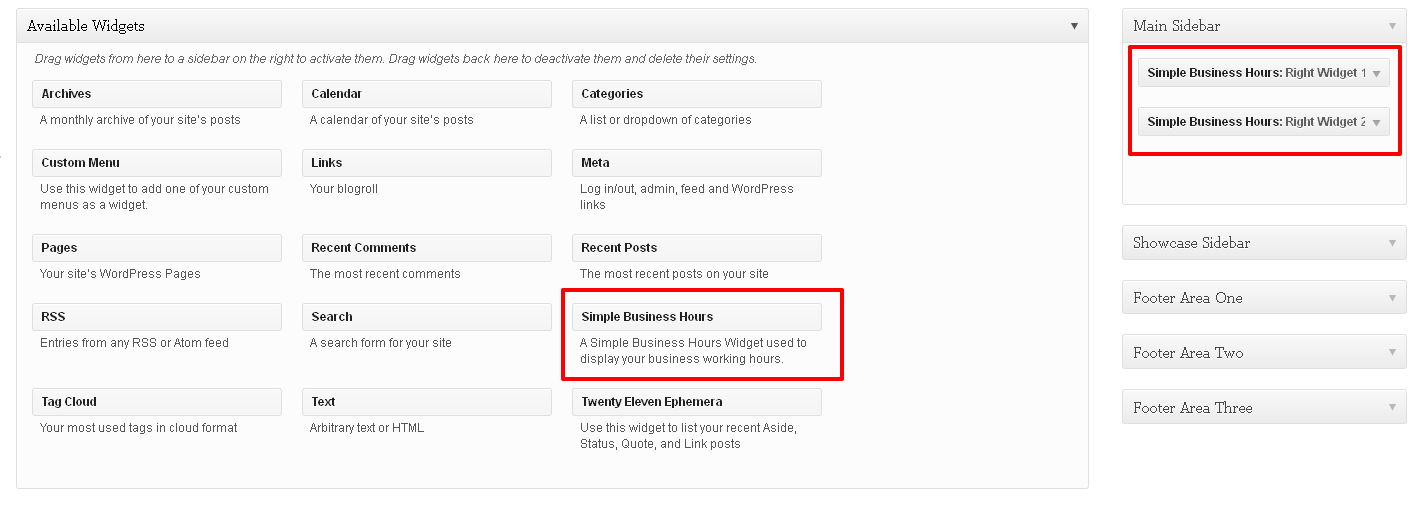 Available Widgets
Drag widgets from here to a sidebar on the right to activate them. Drag widgets back here to deactivate them and delete their settings.
Archives
A monthly archive of your site's posts
Calendar
A calendar of your site's posts
Categories
A list or dropdown of categories
Custom Menu
Use this widget to add one of your custom
menus as a widget.
Links
Your blogroll
Meta
Log in/out, admin, feed and WordPress
links
Pages
Your site's WordPress Pages
Recent Comments
The most recent comments
Recent Posts
The most recent posts on your site
RSS
Entries from any RSS or Atom feed
Search
A search form for your site
Simple Business Hours
A Simple Business Hours Widget used to
display your business working hours.
Tag Cloud
Your most used tags in cloud format
Text
Arbitrary text or HTML
Twenty Eleven Ephemera
Use this widget to list your recent Aside,
Status, Quote, and Link posts
Main Sidebar
Simple Business Hours: Right Widget 1
Simple Business Hours: Right Widget 2
Showcase Sidebar
Footer Area One
Footer Area Two
Footer Area Three